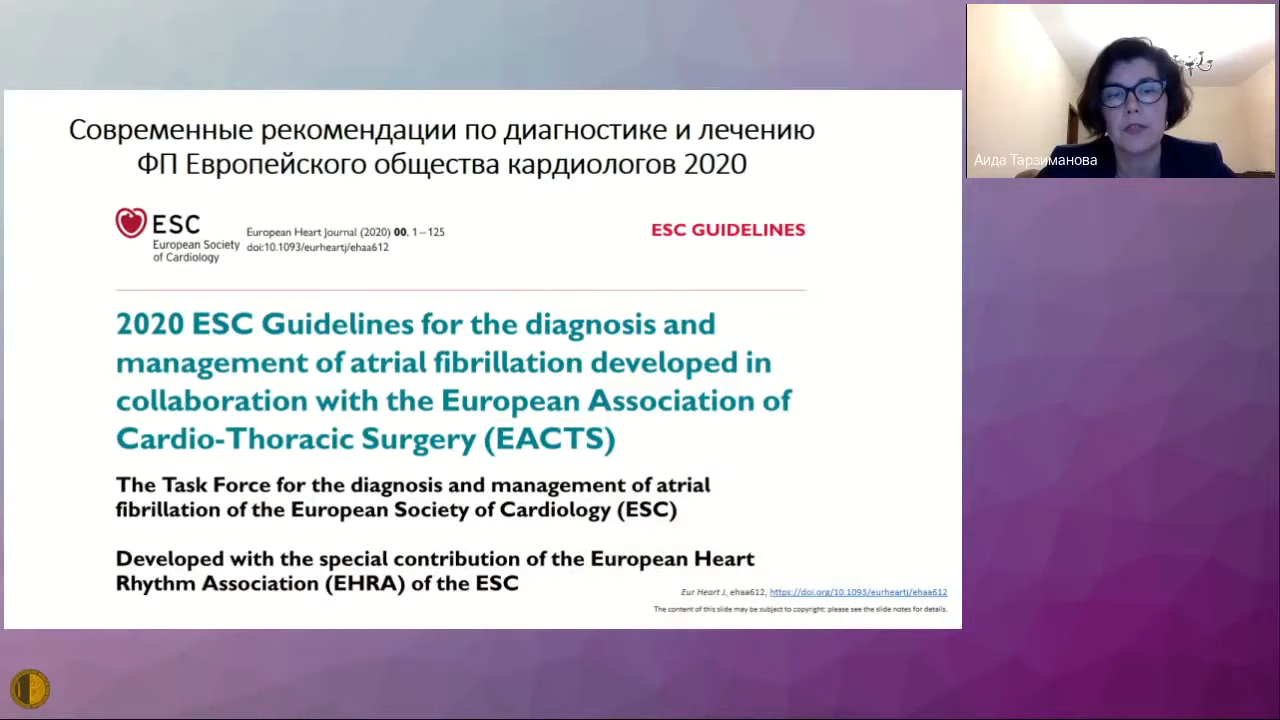 Современные рекомендации по диагностике и лечению
ФП Европейского общества кардиологов 2020
ESC
European Society
of Cardiology
European Heart Journal (2020) 00, 1–125
doi:10.1093/eurheartj/ehaa612
ESC GUIDELINES
2020 ESC Guidelines for the diagnosis and
management of atrial fibrillation developed in
collaboration with the European Association of
Cardio-Thoracic Surgery (EACTS)
The Task Force for the diagnosis and management of atrial
fibrillation of the European Society of Cardiology (ESC)
Developed with the special contribution of the European Heart
Rhythm Association (EHRA) of the ESC
Eur Heart J, ehaa612, https://doi.org/10.1093/eurheartj/ehaa612
The content of this slide may be subject to copyright: please see the slide notes for details.
Аида Тарзиманова